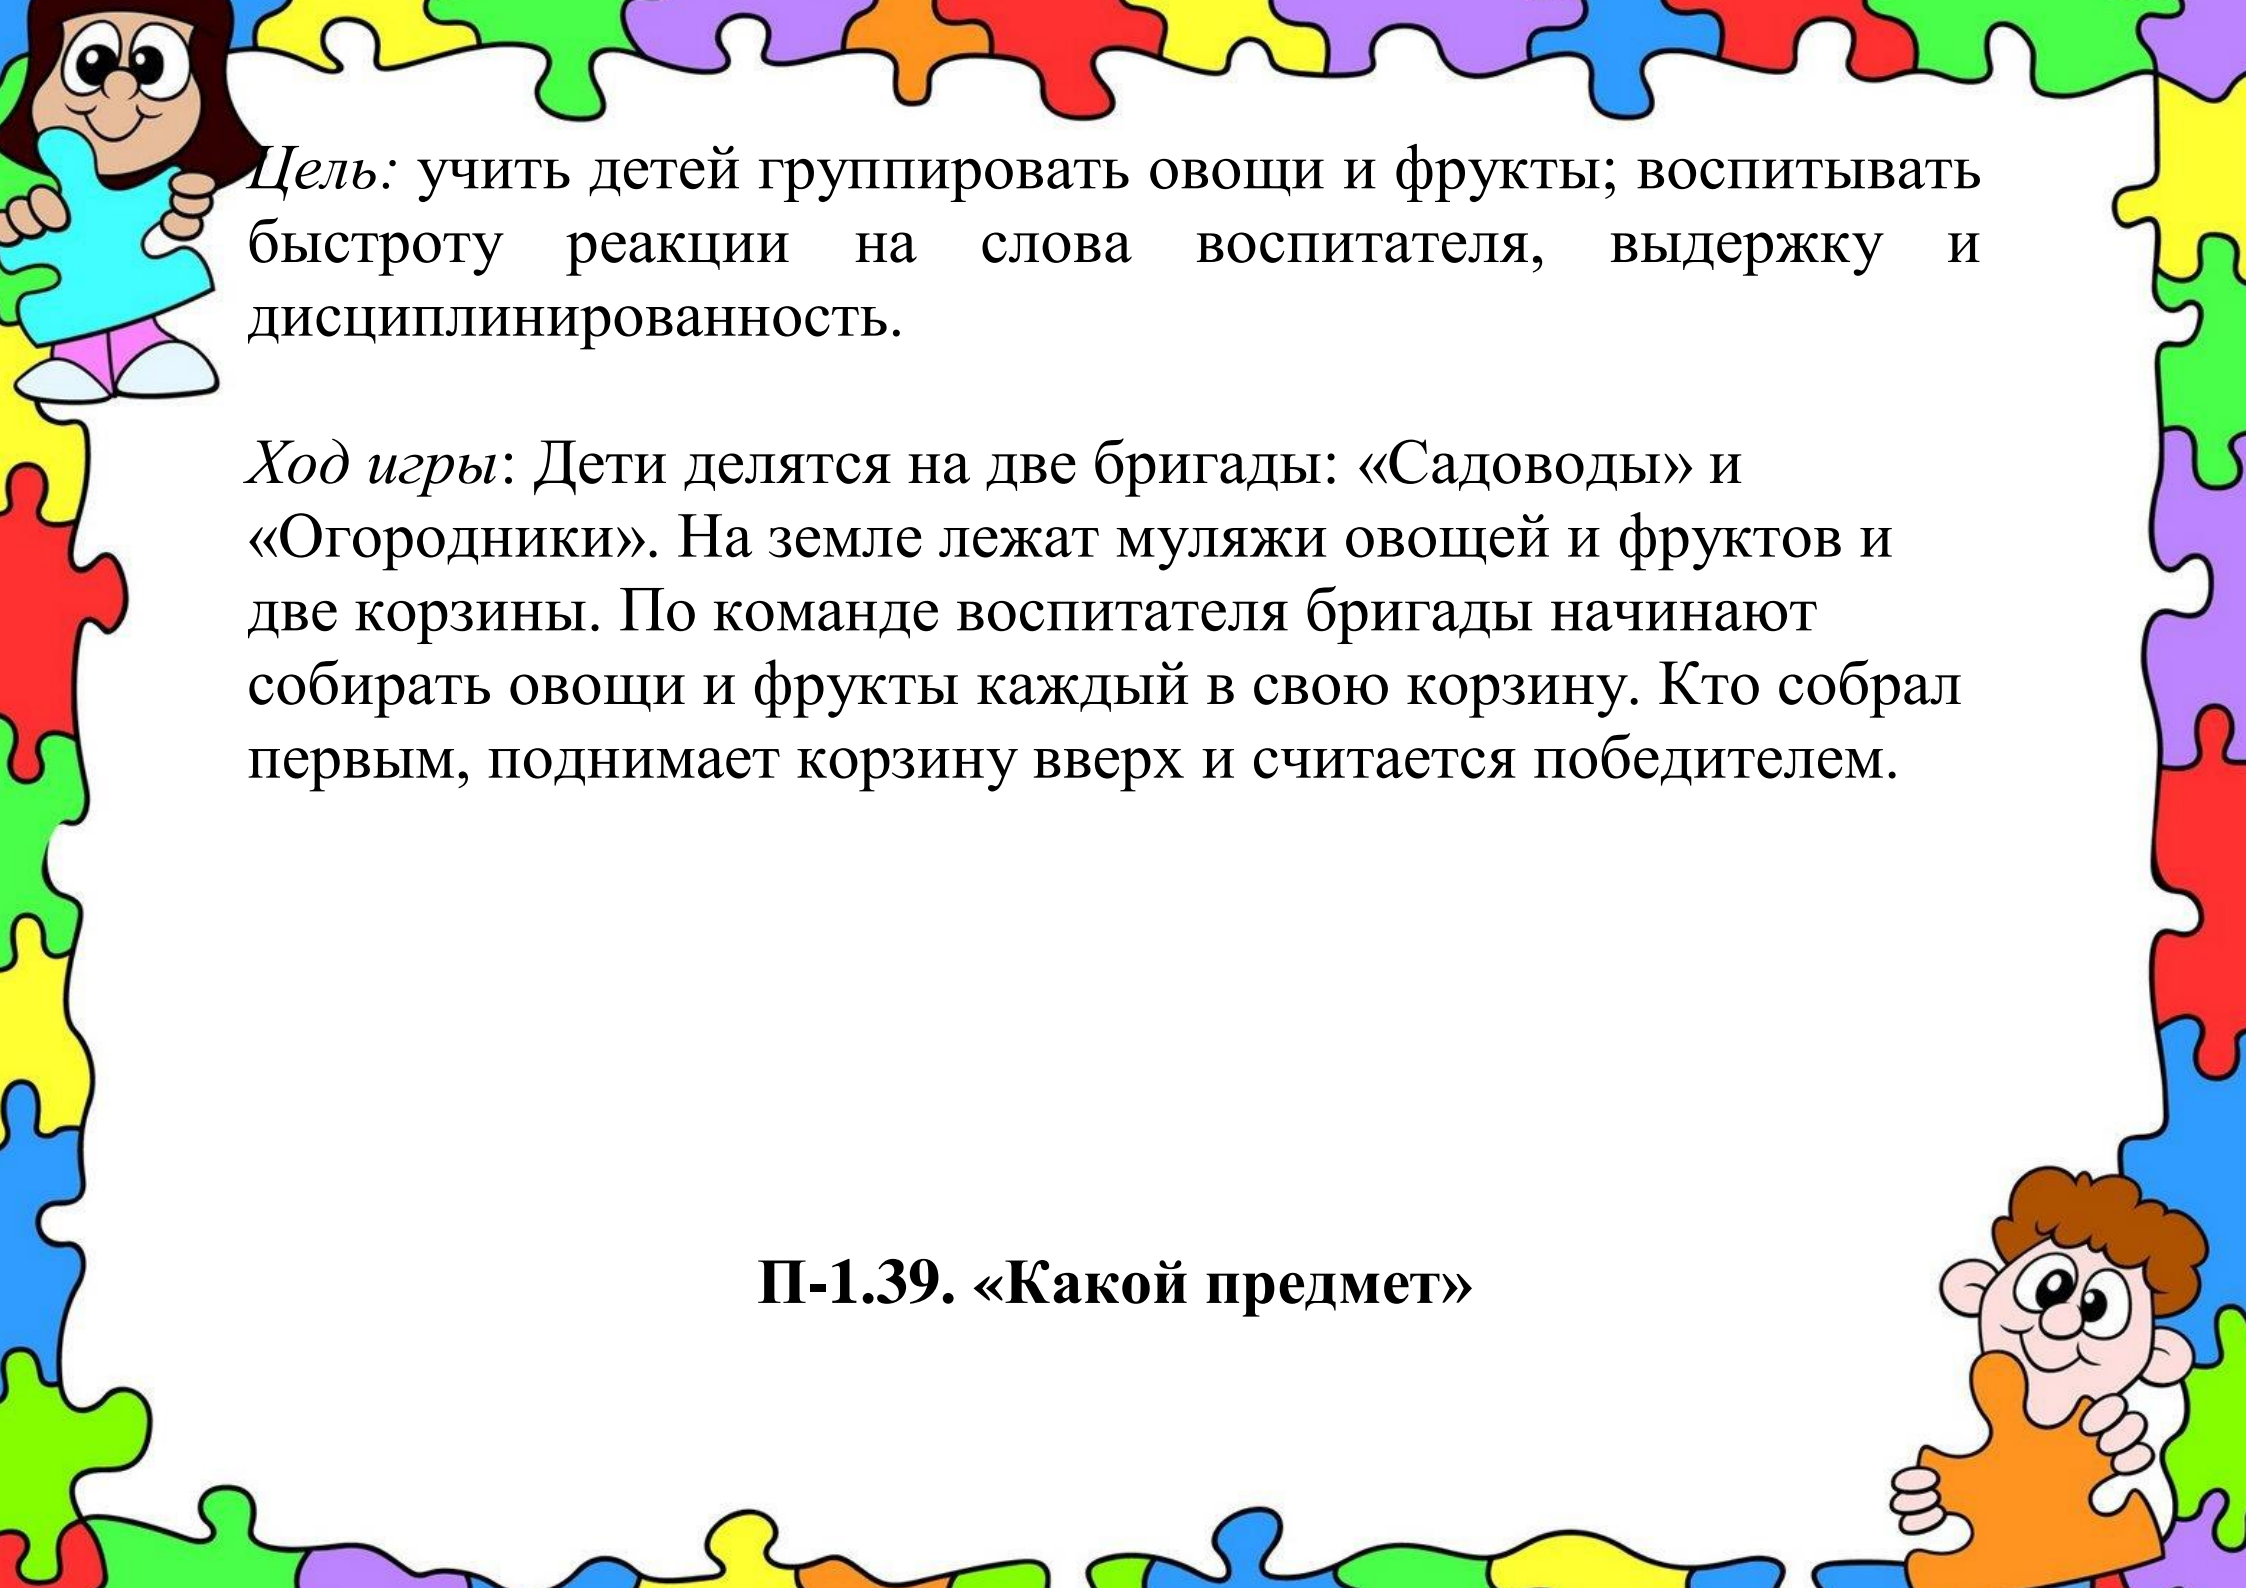 Цель: учить детей группировать овощи и фрукты; воспитывать
быстроту реакции на слова воспитателя, выдержку и
дисциплинированность.
Ход игры: Дети делятся на две бригады: «Садоводы» и
«Огородники». На земле лежат муляжи овощей и фруктов и
две корзины. По команде воспитателя бригады начинают
собирать овощи и фрукты каждый в свою корзину. Кто собрал
первым, поднимает корзину вверх и считается победителем.
П-1.39. «Какой предмет»